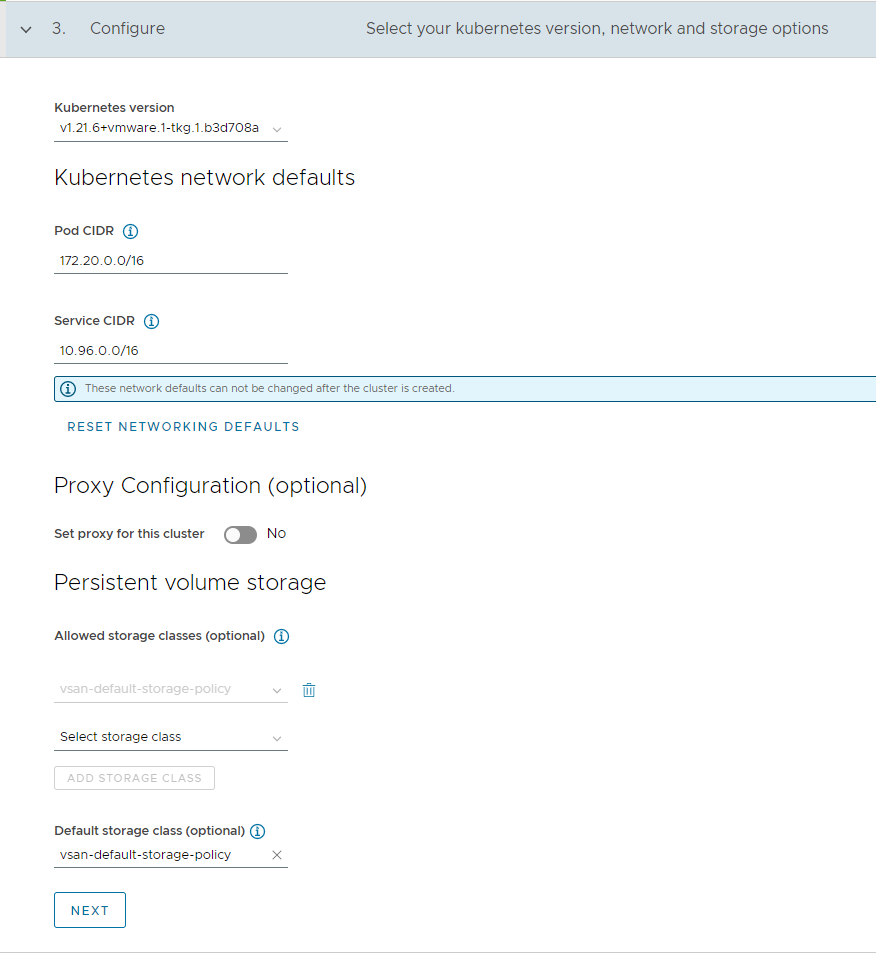 3. Configure Select your kubernetes version, network and storage options
Kubernetes version
v1.21.6+vmware.1-tkg.1.b3d708a
Kubernetes network defaults
Pod CIDR
172.20.0.0/16
Service CIDR
10.96.0.0/16
These network defaults can not be changed after the cluster is created.
RESET NETWORKING DEFAULTS
Proxy Configuration (optional)
Set proxy for this cluster No
Persistent volume storage
Allowed storage classes (optional)
vsan-default-storage-policy
Select storage class
ADD STORAGE CLASS
Default storage class (optional)
vsan-default-storage-policy
NEXT